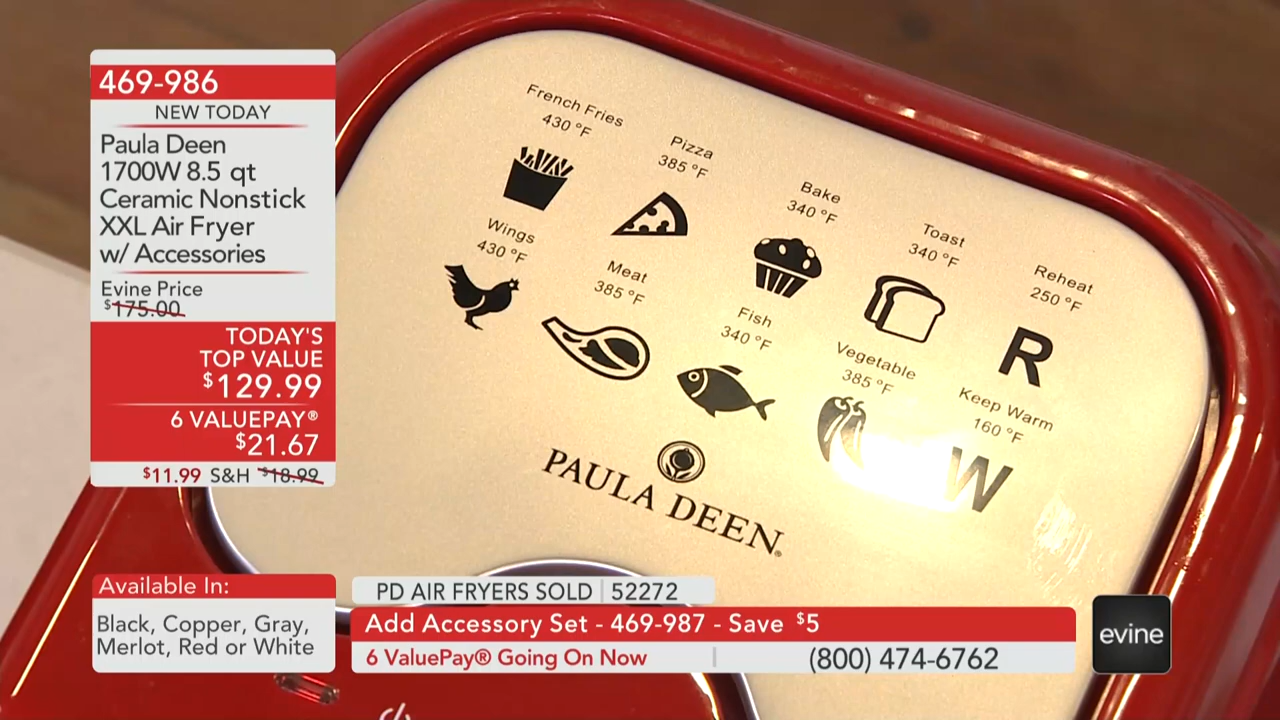 469-986
NEW TODAY
Paula Deen
1700W 8.5 qt
Ceramic Nonstick
XXL Air Fryer
w/ Accessories
Evine Price
$175.00
TODAY'S
TOP VALUE
$129.99
6 VALUEPAY®
$21.67
$11.99 S&H $18.99
French Fries
430 °F
Pizza
385 °F
Bake
340 °F
Toast
340 °F
Reheat
250 °F
R
Wings
430 °F
Meat
385 °F
Fish
340 °F
Vegetable
385 °F
Keep Warm
160 °F
W
PAULA DEEN®
Available In:
Black, Copper, Gray,
Merlot, Red or White
PD AIR FRYERS SOLD 52272
Add Accessory Set - 469-987 - Save $5
6 ValuePay® Going On Now (800) 474-6762
evine